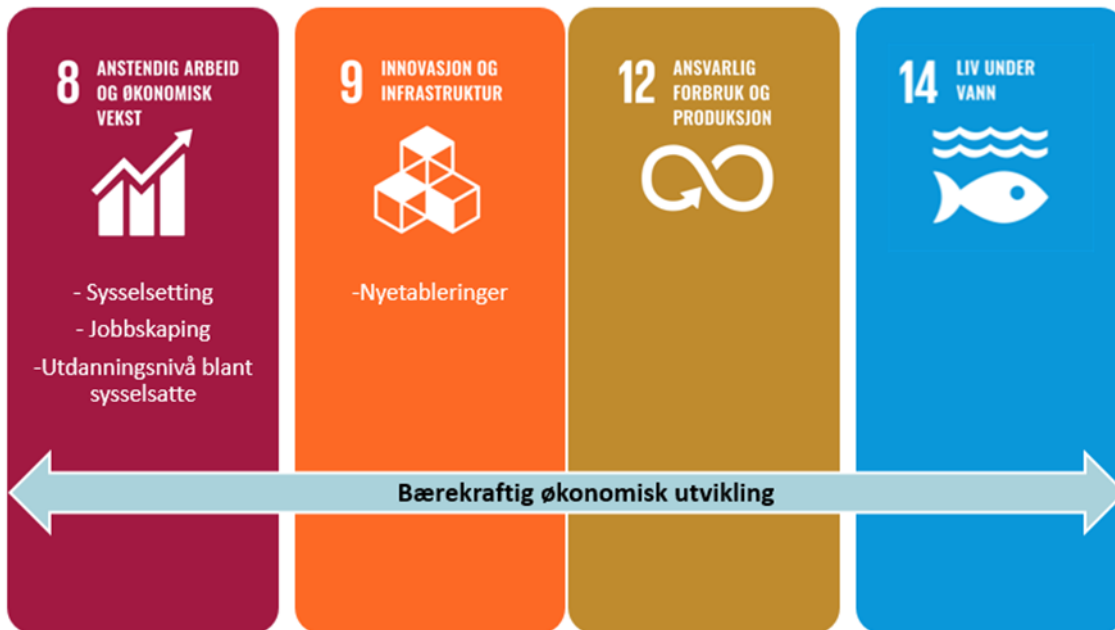 8 ANSTENDIG ARBEID
OG ØKONOMISK
VEKST
- Sysselsetting
- Jobbskaping
-Utdanningsnivå blant
sysselsatte
9 INNOVASJON OG
INFRASTRUKTUR
-Nyetableringer
12 ANSVARLIG
FORBRUK OG
PRODUKSJON
14 LIV UNDER
VANN
Bærekraftig økonomisk utvikling